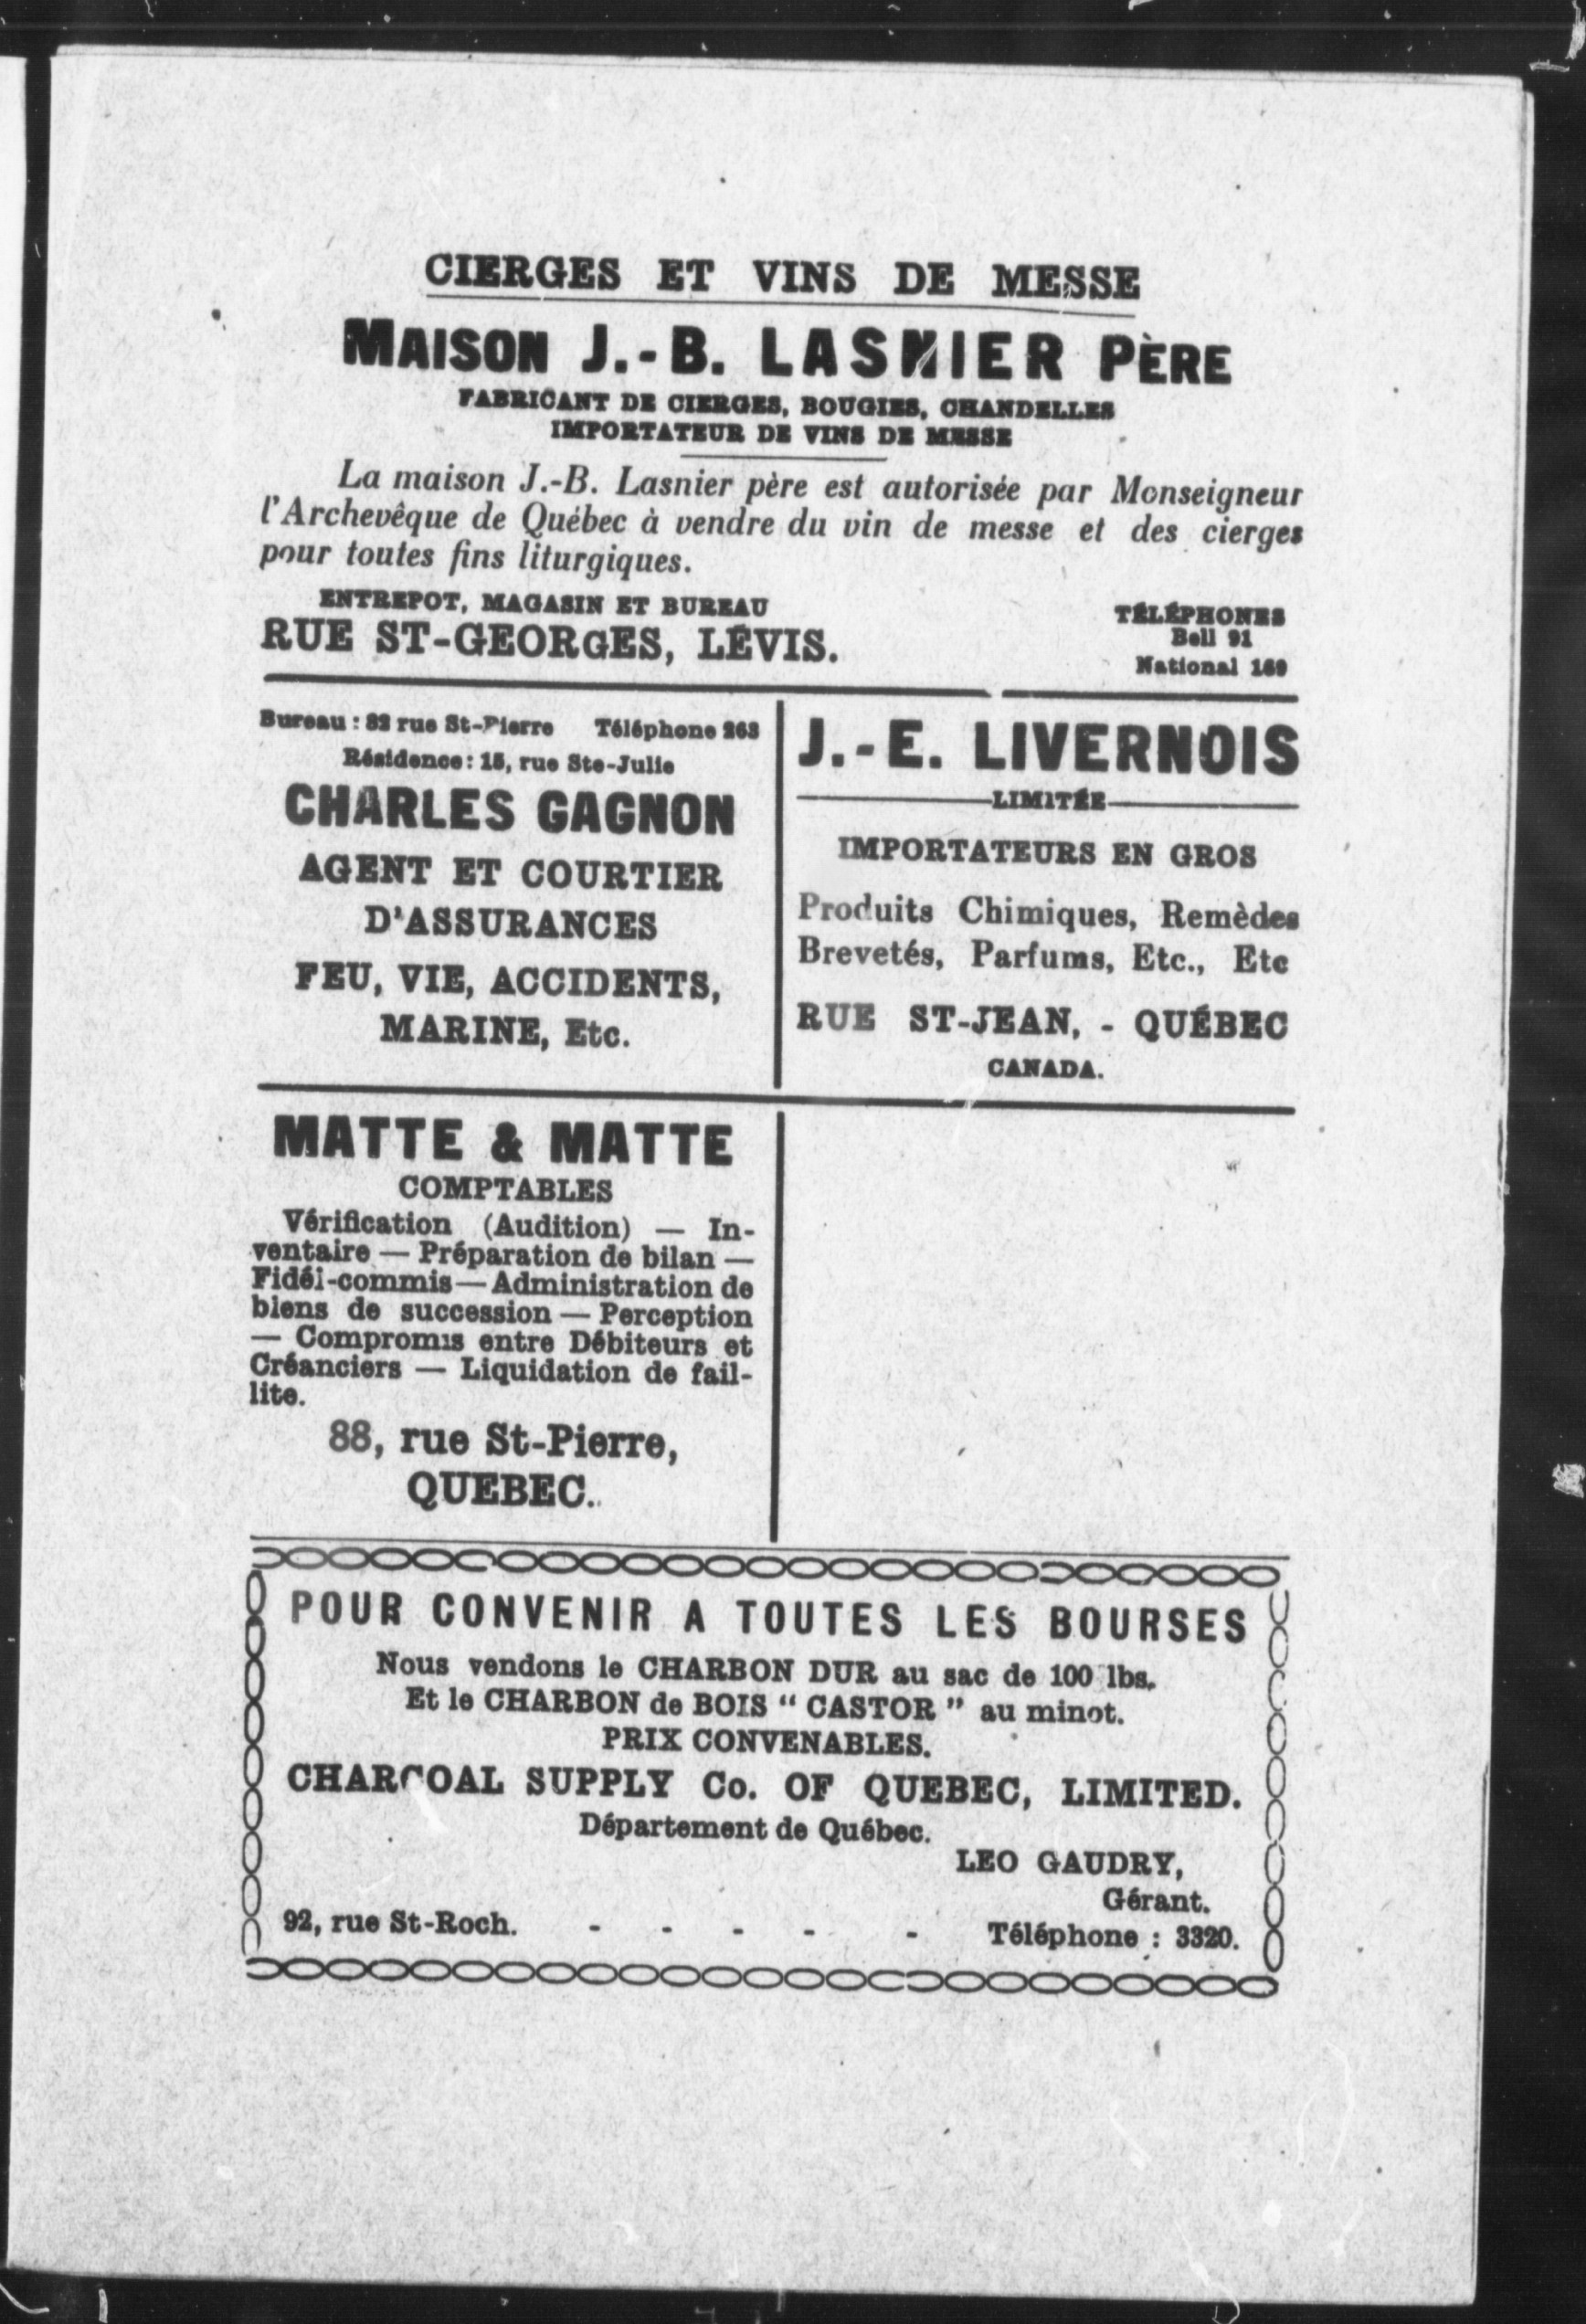 CIERGES ET VINS DE MESSE
MAISON J.-B. LASNIER PÈRE
FABRICANT DE CIERGES, BOUGIES, CHANDELLES
IMPORTATEUR DE VINS DE MESSE
La maison J.-B. Lasnier père est autorisée par Monseigneur
l'Archevêque de Québec à vendre du vin de messe et des cierges
pour toutes fins liturgiques.
ENTREPOT, MAGASIN ET BUREAU
RUE ST-GEORGES, LÉVIS.
TÉLÉPHONES
Bell 91
National 169
Bureau : 82 rue St-Pierre Téléphone 263
Résidence: 15, rue Ste-Julie
CHARLES GAGNON
AGENT ET COURTIER
D'ASSURANCES
FEU, VIE, ACCIDENTS,
MARINE, Etc.
J.-E. LIVERNOIS
LIMITÉE
IMPORTATEURS EN GROS
Produits Chimiques, Remèdes
Brevetés, Parfums, Etc., Etc
RUE ST-JEAN, - QUÉBEC
CANADA.
MATTE & MATTE
COMPTABLES
Vérification (Audition) — In-
ventaire — Préparation de bilan —
Fidéi-commis — Administration de
biens de succession — Perception
— Compromis entre Débiteurs et
Créanciers — Liquidation de fail-
lite.
88, rue St-Pierre,
QUEBEC.
POUR CONVENIR A TOUTES LES BOURSES
Nous vendons le CHARBON DUR au sac de 100 lbs.
Et le CHARBON de BOIS " CASTOR " au minot.
PRIX CONVENABLES.
CHARCOAL SUPPLY Co. OF QUEBEC, LIMITED.
Département de Québec.
LEO GAUDRY,
Gérant.
92, rue St-Roch. - - - - - Téléphone : 3320.